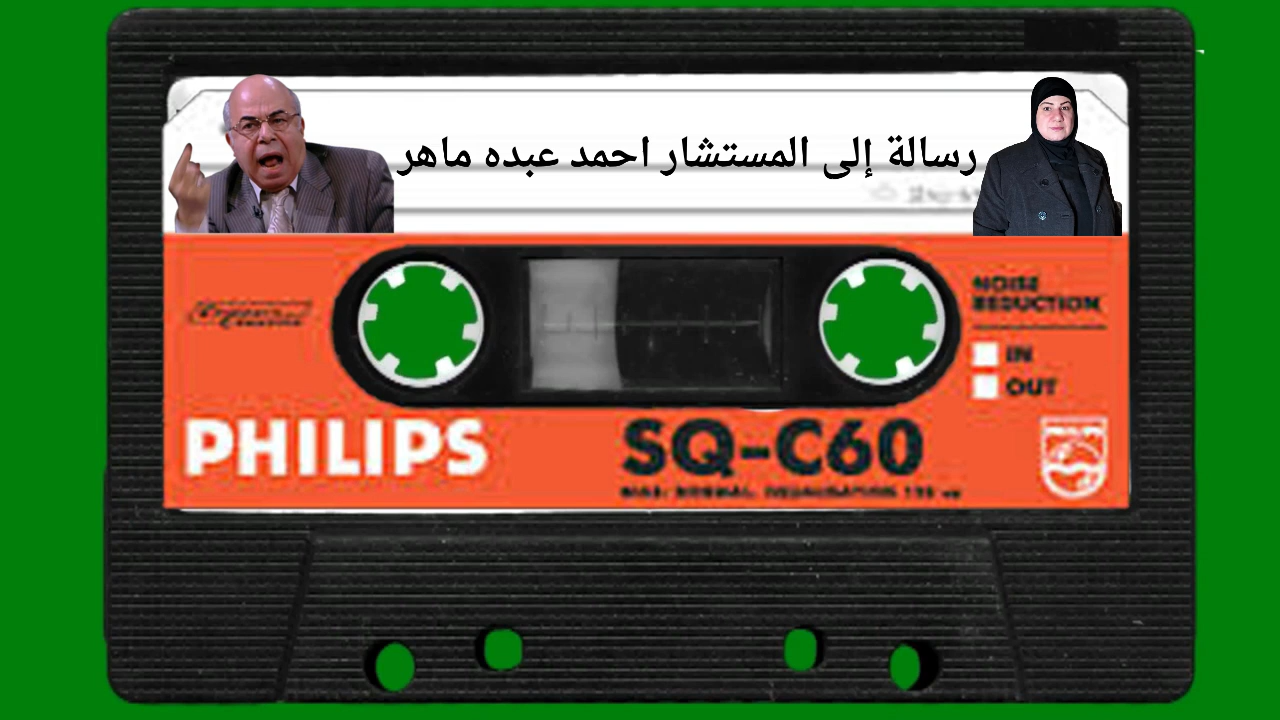 رسالة إلى المستشار احمد عبده ماهر
NOISE
REDUCTION
IN
OUT
PHILIPS
SQ-C60